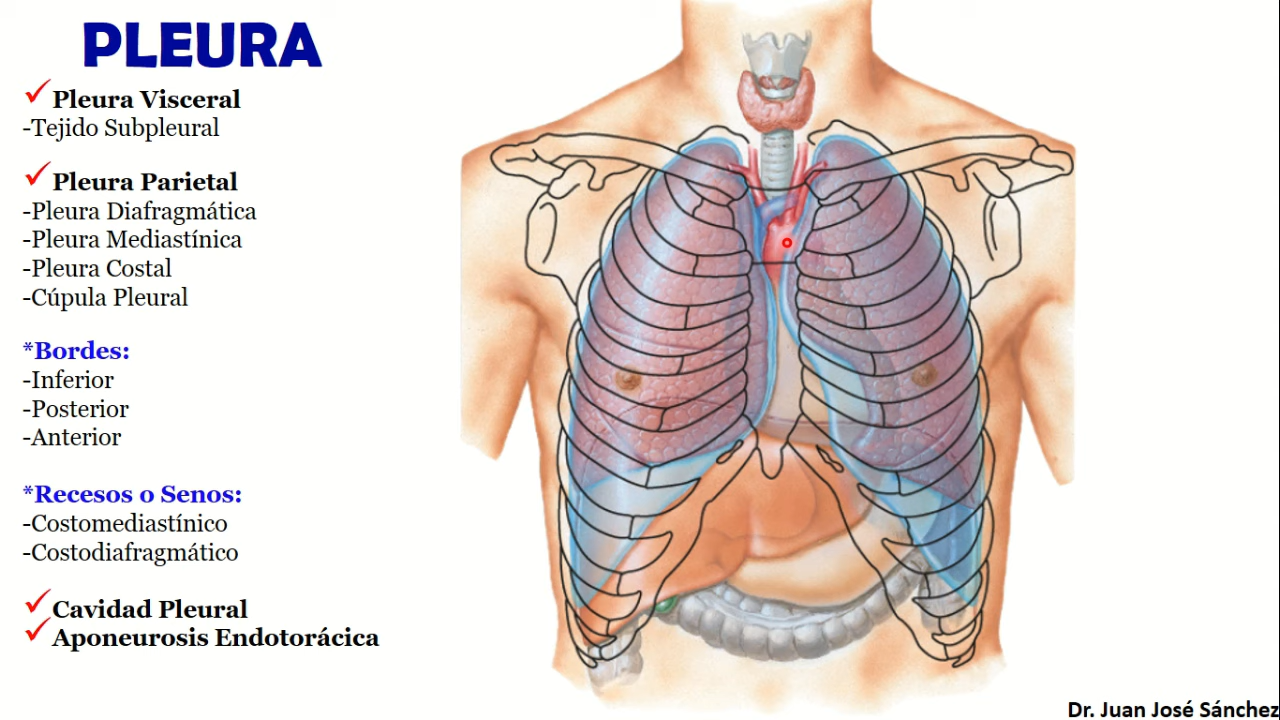 PLEURA
Pleura Visceral
-Tejido Subpleural
Pleura Parietal
-Pleura Diafragmática
-Pleura Mediastínica
-Pleura Costal
-Cúpula Pleural
*Bordes:
-Inferior
-Posterior
-Anterior
*Recesos o Senos:
-Costomediastínico
-Costodiafragmático
Cavidad Pleural
Aponeurosis Endotorácica
Dr. Juan José Sánchez